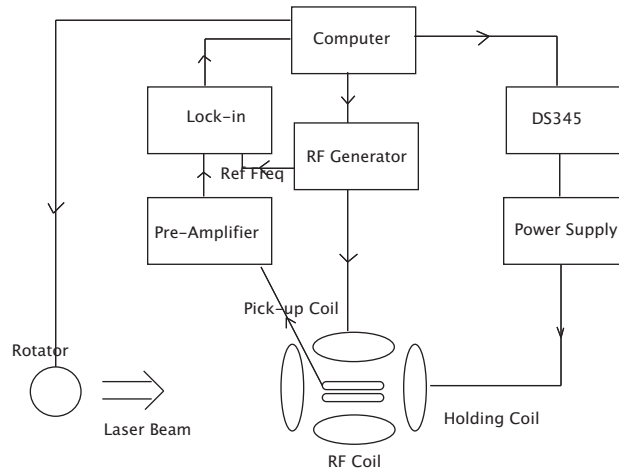 Computer
Lock-in
DS345
RF Generator
Ref Freq
Pre-Amplifier
Power Supply
Pick-up Coil
Rotator
Holding Coil
Laser Beam
RF Coil